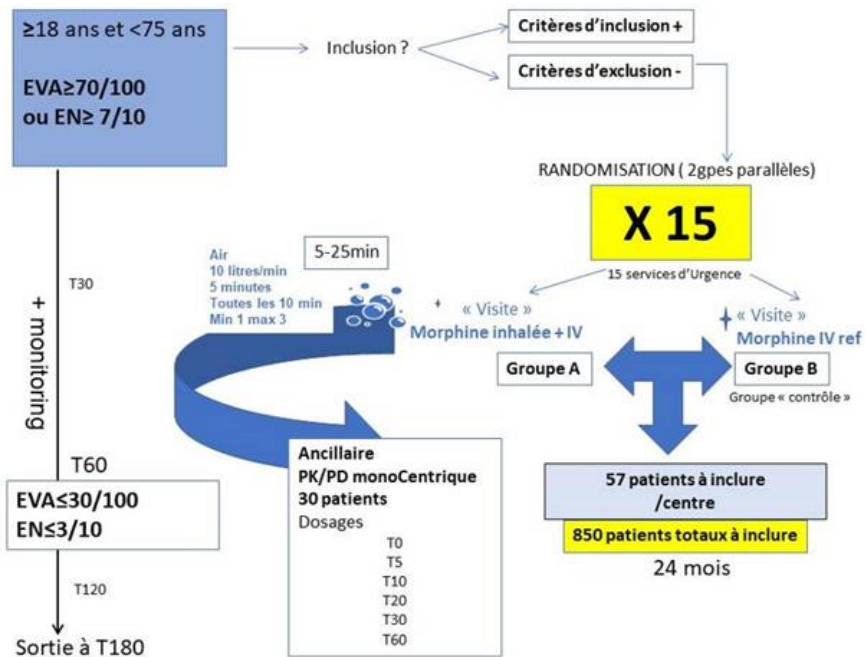 ≥18 ans et <75 ans
EVA≥70/100
ou EN≥ 7/10
Inclusion ?
Critères d’inclusion +
Critères d’exclusion -
RANDOMISATION ( 2gpes parallèles)
X 15
15 services d’Urgence
Air
10 litres/min
5 minutes
Toutes les 10 min
Min 1 max 3
5-25min
+
« Visite »
Morphine inhalée + IV
Groupe A
« Visite »
Morphine IV ref
Groupe B
Groupe « contrôle »
57 patients à inclure
/centre
850 patients totaux à inclure
24 mois
T30
+ monitoring
T60
EVA≤30/100
EN≤3/10
T120
Sortie à T180
Ancillaire
PK/PD monoCentrique
30 patients
Dosages
T0
T5
T10
T20
T30
T60